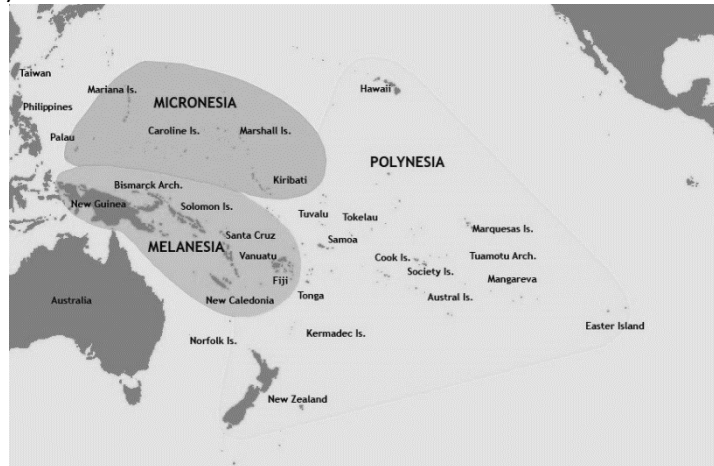 Taiwan
Hawaii
Mariana Is.
MICRONESIA
Philippines
Caroline Is.
Marshall Is.
Palau
POLYNESIA
Kiribati
Bismarck Arch.
New Guinea
Solomon Is.
Tuvalu
Tokelau
Marquesas Is.
Santa Cruz
Samoa
MELANESIA
Vanuatu
Cook Is.
Tuamotu Arch.
Society Is.
Fiji
Mangareva
Tonga
Austral Is.
Australia
New Caledonia
Easter Island
Norfolk Is.
Kermadec Is.
New Zealand